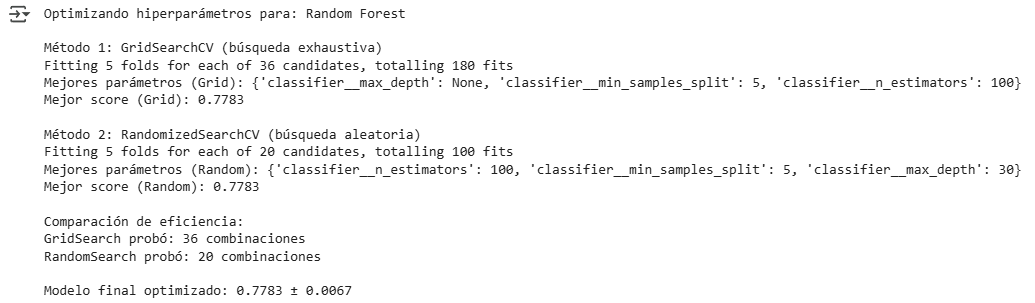 Optimizando hiperparámetros para: Random Forest
Método 1: GridSearchCV (búsqueda exhaustiva)
Fitting 5 folds for each of 36 candidates, totalling 180 fits
Mejores parámetros (Grid): {'classifier__max_depth': None, 'classifier__min_samples_split': 5, 'classifier__n_estimators': 100}
Mejor score (Grid): 0.7783
Método 2: RandomizedSearchCV (búsqueda aleatoria)
Fitting 5 folds for each of 20 candidates, totalling 100 fits
Mejores parámetros (Random): {'classifier__n_estimators': 100, 'classifier__min_samples_split': 5, 'classifier__max_depth': 30}
Mejor score (Random): 0.7783
Comparación de eficiencia:
GridSearch probó: 36 combinaciones
RandomSearch probó: 20 combinaciones
Modelo final optimizado: 0.7783 ± 0.0067